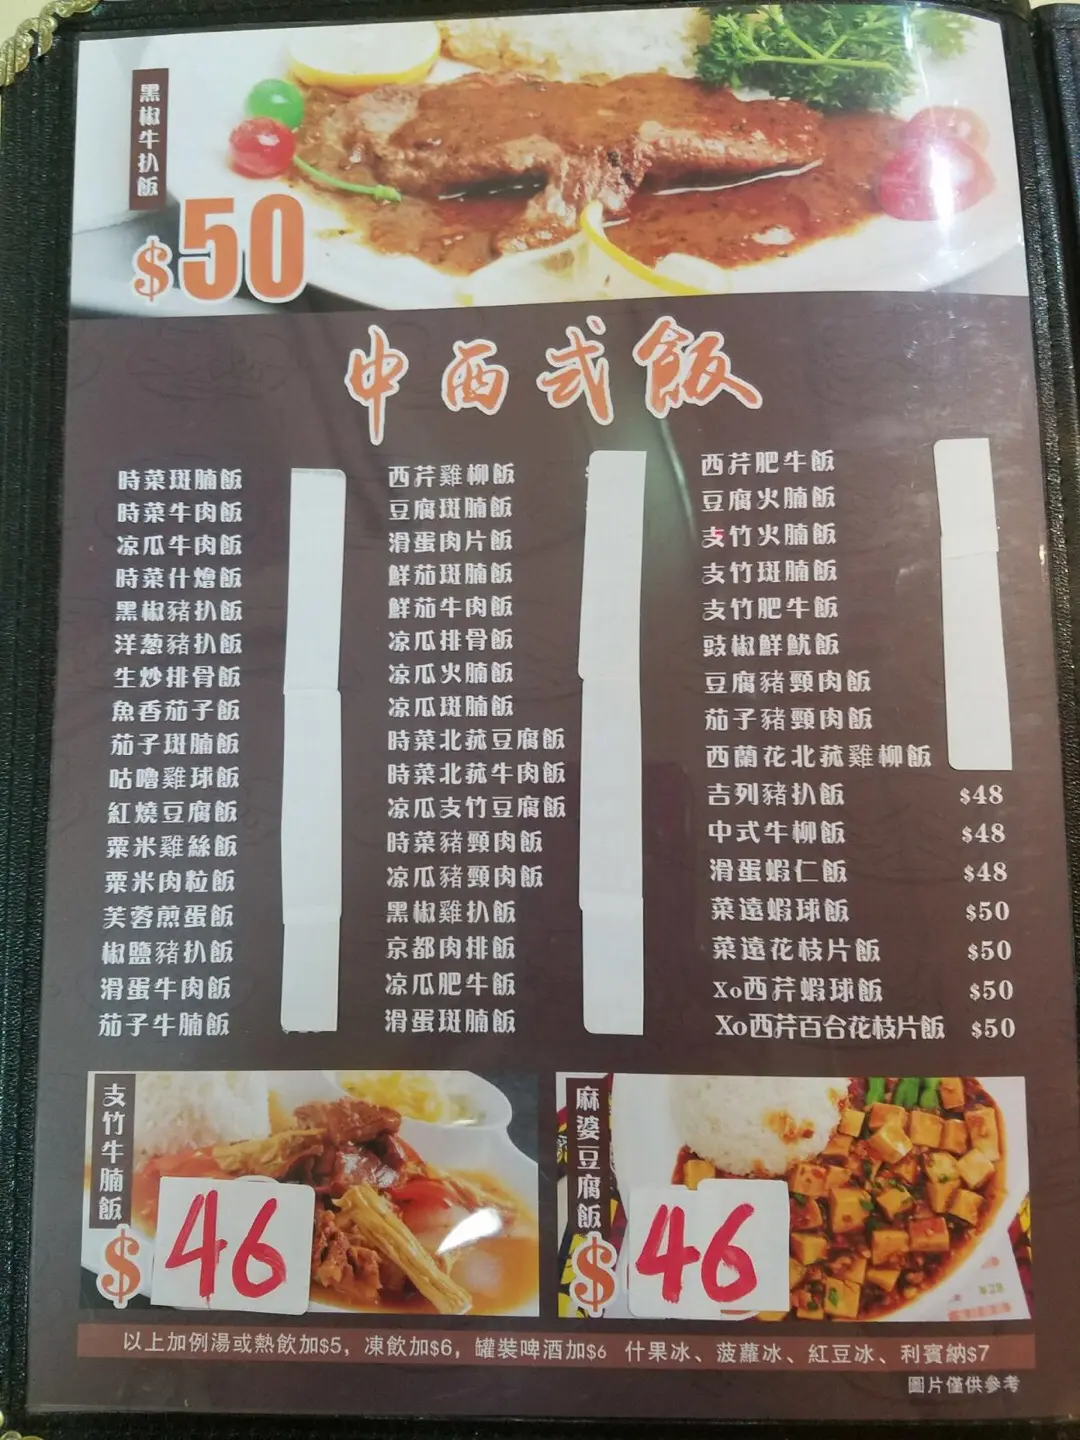 黑椒牛扒飯
$50
中西式飯
時菜斑腩飯
時菜牛肉飯
凉瓜牛肉飯
時菜什燴飯
黑椒豬扒飯
洋葱豬扒飯
生炒排骨飯
魚香茄子飯
茄子斑腩飯
咕嚕雞球飯
紅燒豆腐飯
粟米雞絲飯
粟米肉粒飯
芙蓉煎蛋飯
椒鹽豬扒飯
滑蛋牛肉飯
茄子牛腩飯
西芹雞柳飯
豆腐斑腩飯
滑蛋肉片飯
鮮茄斑腩飯
鮮茄牛肉飯
凉瓜排骨飯
凉瓜火腩飯
凉瓜斑腩飯
時菜北菰豆腐飯
時菜北菰牛肉飯
凉瓜支竹豆腐飯
時菜豬頸肉飯
凉瓜豬頸肉飯
黑椒雞扒飯
京都肉排飯
凉瓜肥牛飯
滑蛋斑腩飯
西芹肥牛飯
豆腐火腩飯
支竹火腩飯
支竹斑腩飯
支竹肥牛飯
豉椒鮮魷飯
豆腐豬頸肉飯
茄子豬頸肉飯
西蘭花北菰雞柳飯
吉列豬扒飯 $48
中式牛柳飯 $48
滑蛋蝦仁飯 $48
菜遠蝦球飯 $50
菜遠花枝片飯 $50
Xo西芹蝦球飯 $50
Xo西芹百合花枝片飯 $50
支竹牛腩飯
$46
麻婆豆腐飯
$46
以上加例湯或熱飲加$5，凍飲加$6，罐裝啤酒加$6 什果冰、菠蘿冰、紅豆冰、利賓納$7
圖片僅供參考